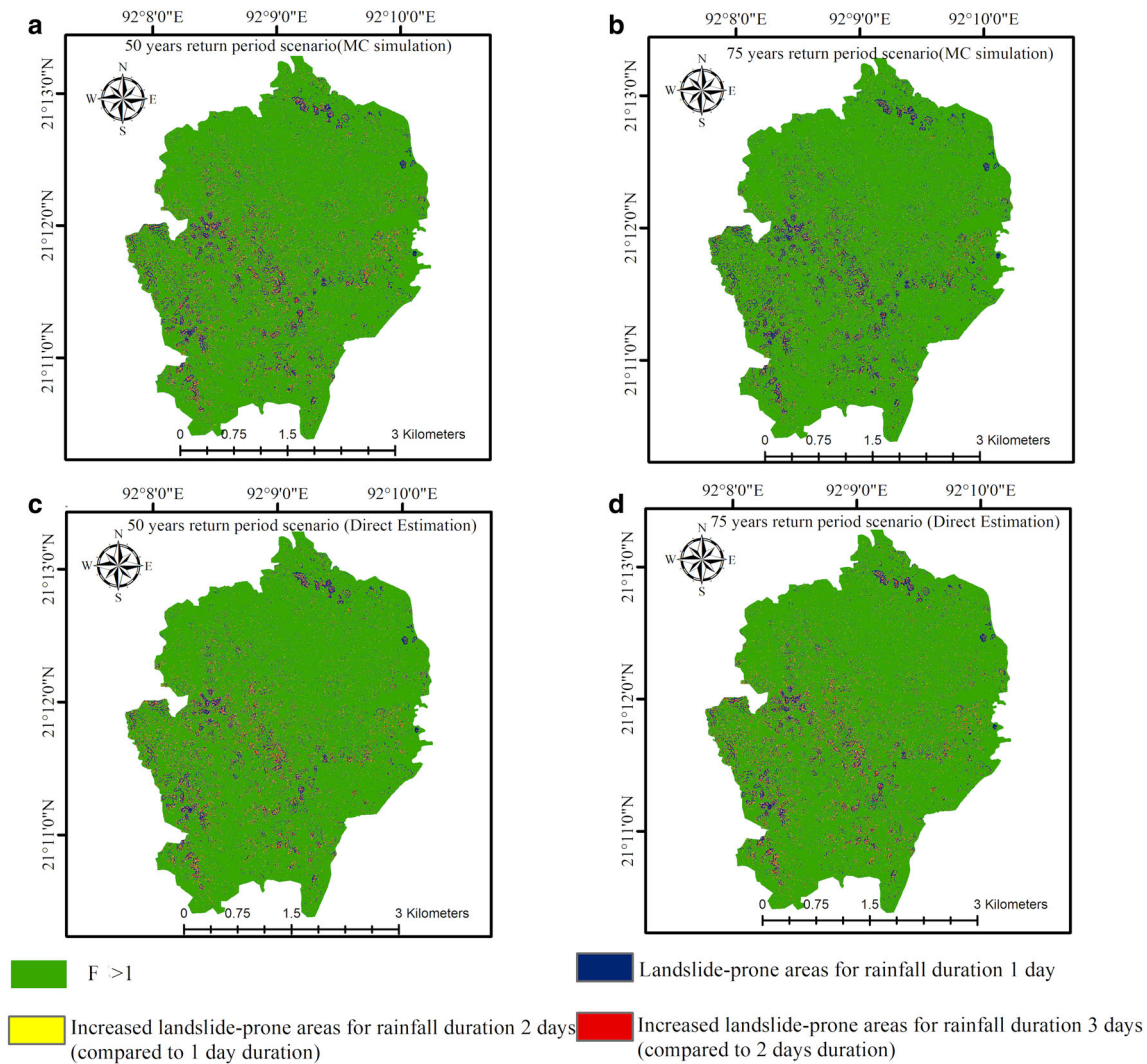 a
92°8'0"E 92°9'0"E 92°10'0"E
50 years return period scenario(MC simulation)
N
W E
S
21°13'0"N
21°12'0"N
21°11'0"N
0 0.75 1.5 3 Kilometers
b
92°8'0"E 92°9'0"E 92°10'0"E
75 years return period scenario(MC simulation)
N
W E
S
21°13'0"N
21°12'0"N
21°11'0"N
0 0.75 1.5 3 Kilometers
c
92°8'0"E 92°9'0"E 92°10'0"E
50 years return period scenario (Direct Estimation)
N
W E
S
21°13'0"N
21°12'0"N
21°11'0"N
0 0.75 1.5 3 Kilometers
d
92°8'0"E 92°9'0"E 92°10'0"E
75 years return period scenario (Direct Estimation)
N
W E
S
21°13'0"N
21°12'0"N
21°11'0"N
0 0.75 1.5 3 Kilometers
F >1
Landslide-prone areas for rainfall duration 1 day
Increased landslide-prone areas for rainfall duration 2 days
(compared to 1 day duration)
Increased landslide-prone areas for rainfall duration 3 days
(compared to 2 days duration)